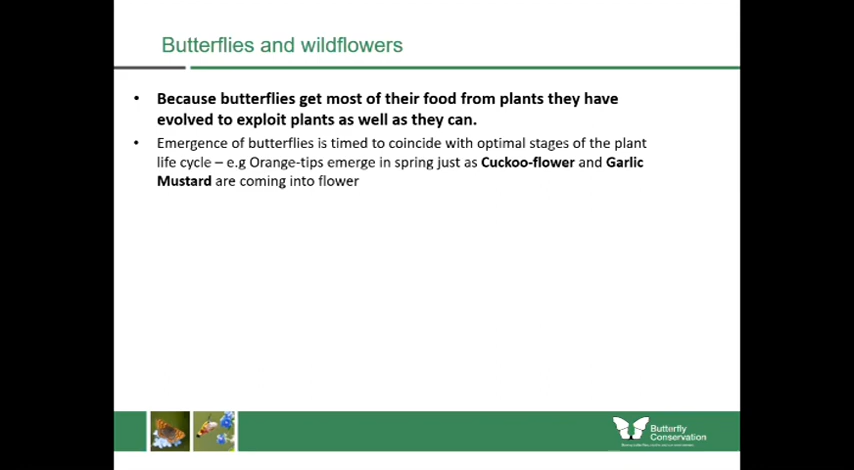 Butterflies and wildflowers
• Because butterflies get most of their food from plants they have
evolved to exploit plants as well as they can.
• Emergence of butterflies is timed to coincide with optimal stages of the plant
life cycle – e.g Orange-tips emerge in spring just as Cuckoo-flower and Garlic
Mustard are coming into flower
Butterfly
Conservation